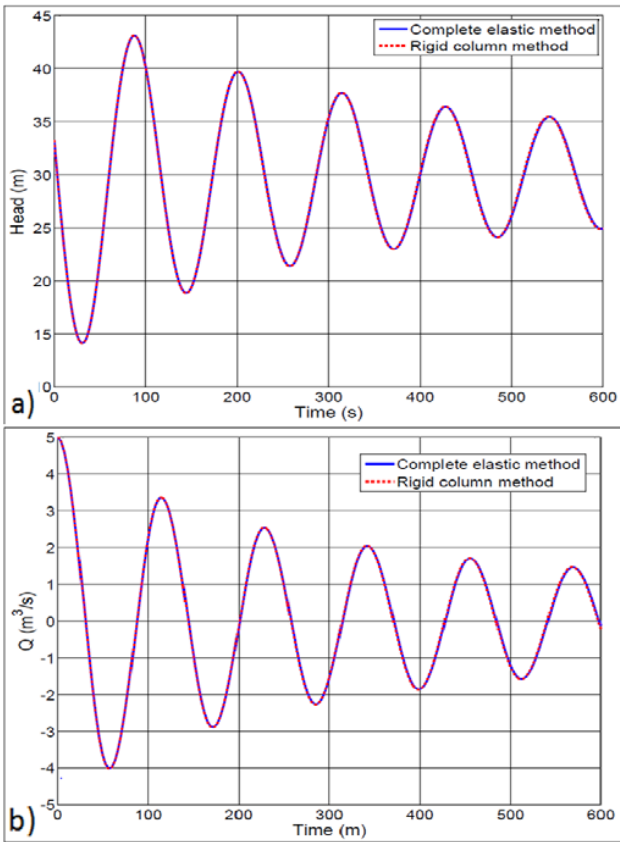 45
40
35
30
25
20
15
10
Head (m)
Complete elastic method
Rigid column method
0 100 200 300 400 500 600
Time (s)
a)
5
4
3
2
1
0
-1
-2
-3
-4
-5
Q (m³/s)
Complete elastic method
Rigid column method
0 100 200 300 400 500 600
Time (m)
b)